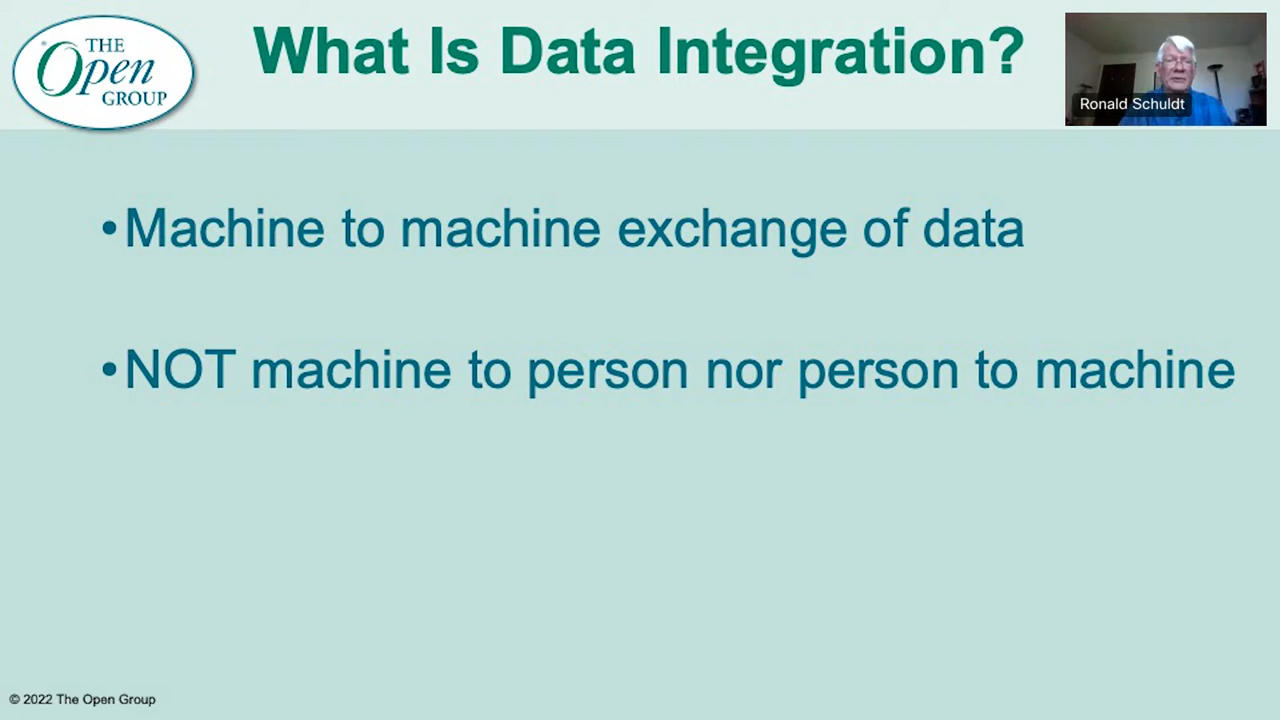 THE
Open
GROUP
What Is Data Integration?
Ronald Schuldt
•Machine to machine exchange of data
•NOT machine to person nor person to machine
© 2022 The Open Group